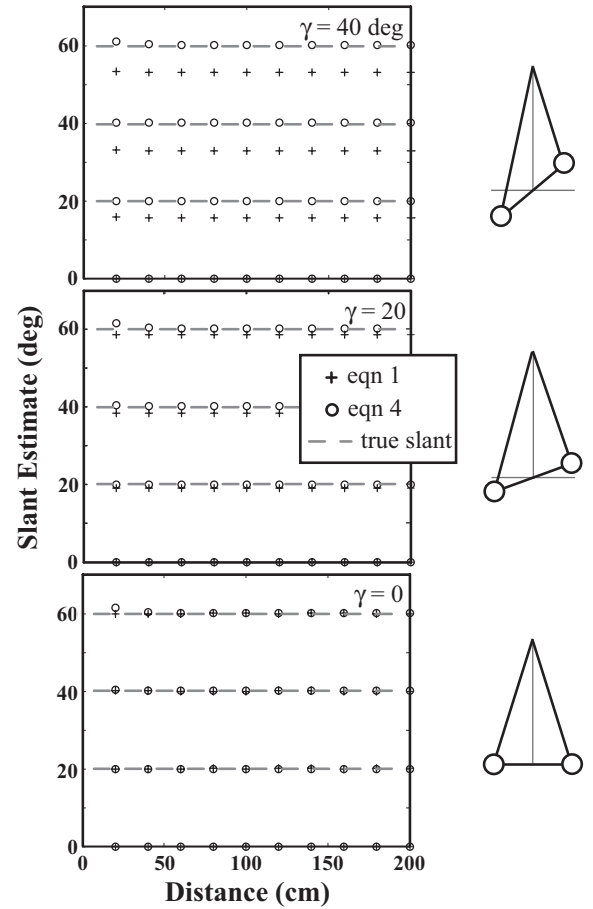 γ = 40 deg
60
40
20
0
γ = 20
60
40
20
0
+ eqn 1
o eqn 4
true slant
γ = 0
60
40
20
0
0 50 100 150 200
Distance (cm)
Slant Estimate (deg)